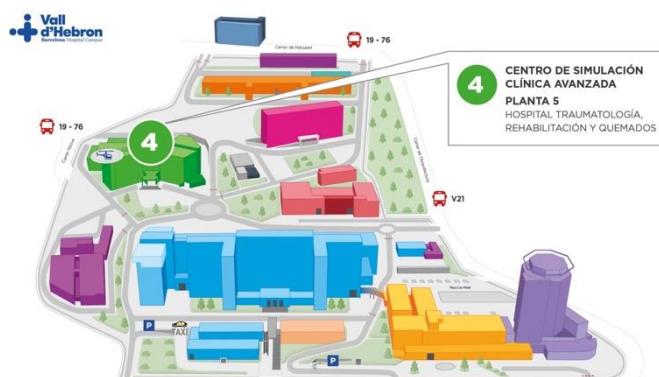 Vall
d'Hebron
Barcelona Hospital Campus
19 - 76
4
CENTRO DE SIMULACIÓN
CLÍNICA AVANZADA
PLANTA 5
HOSPITAL TRAUMATOLOGÍA,
REHABILITACIÓN Y QUEMADOS
19 - 76
4
V21
P
TAXI
P